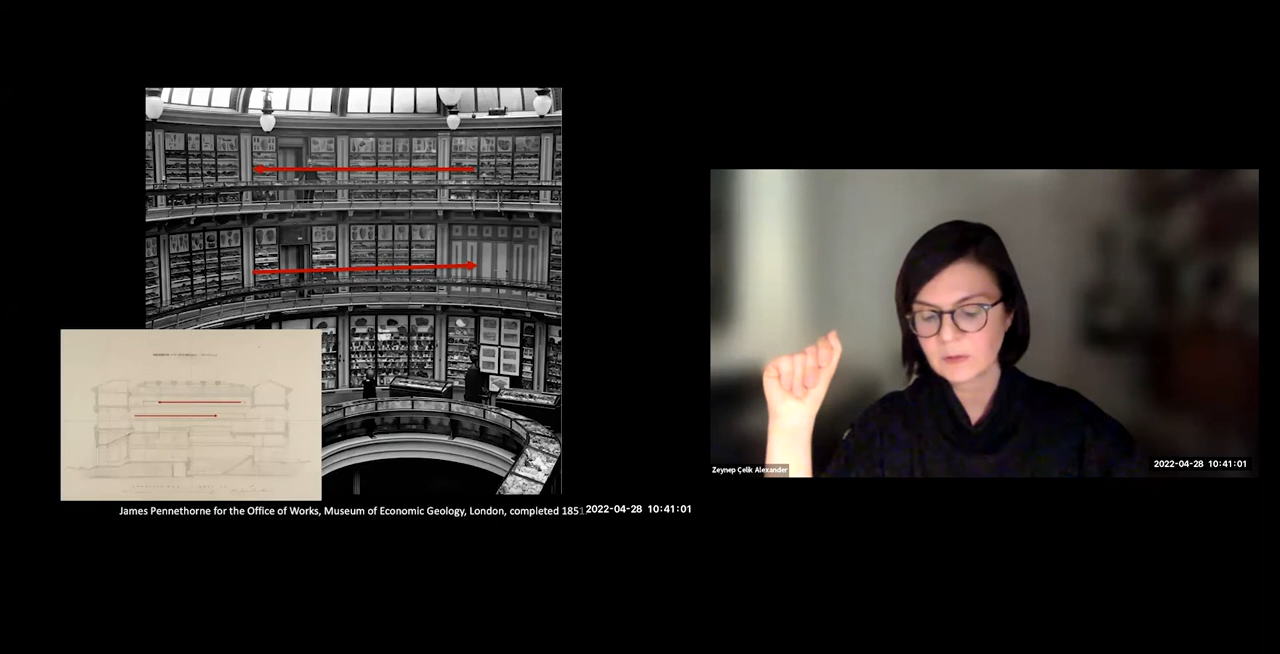 James Pennethorne for the Office of Works, Museum of Economic Geology, London, completed 1851
2022-04-28 10:41:01
Zeynep Çelik Alexander
2022-04-28 10:41:01